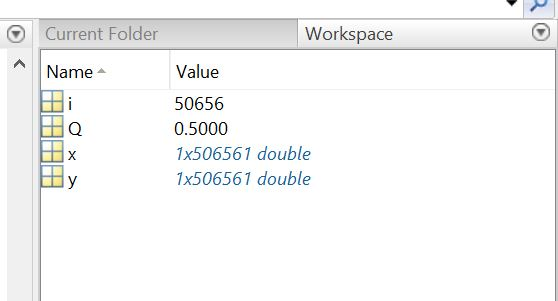 Current Folder Workspace
Name Value
i 50656
Q 0.5000
x 1x506561 double
y 1x506561 double